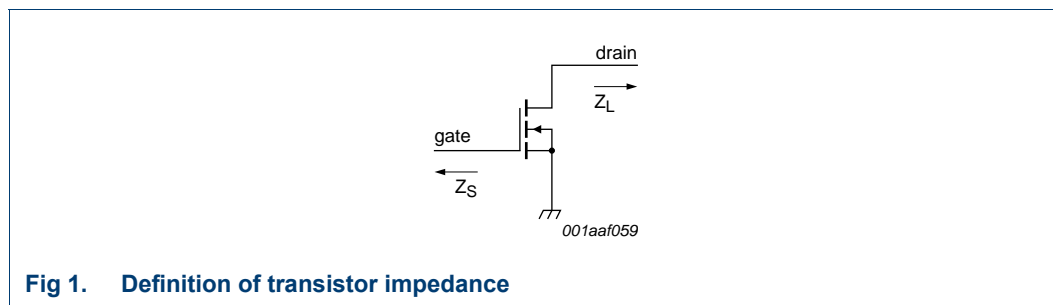 drain
Z_L
gate
Z_S
001aaf059
Fig 1. Definition of transistor impedance